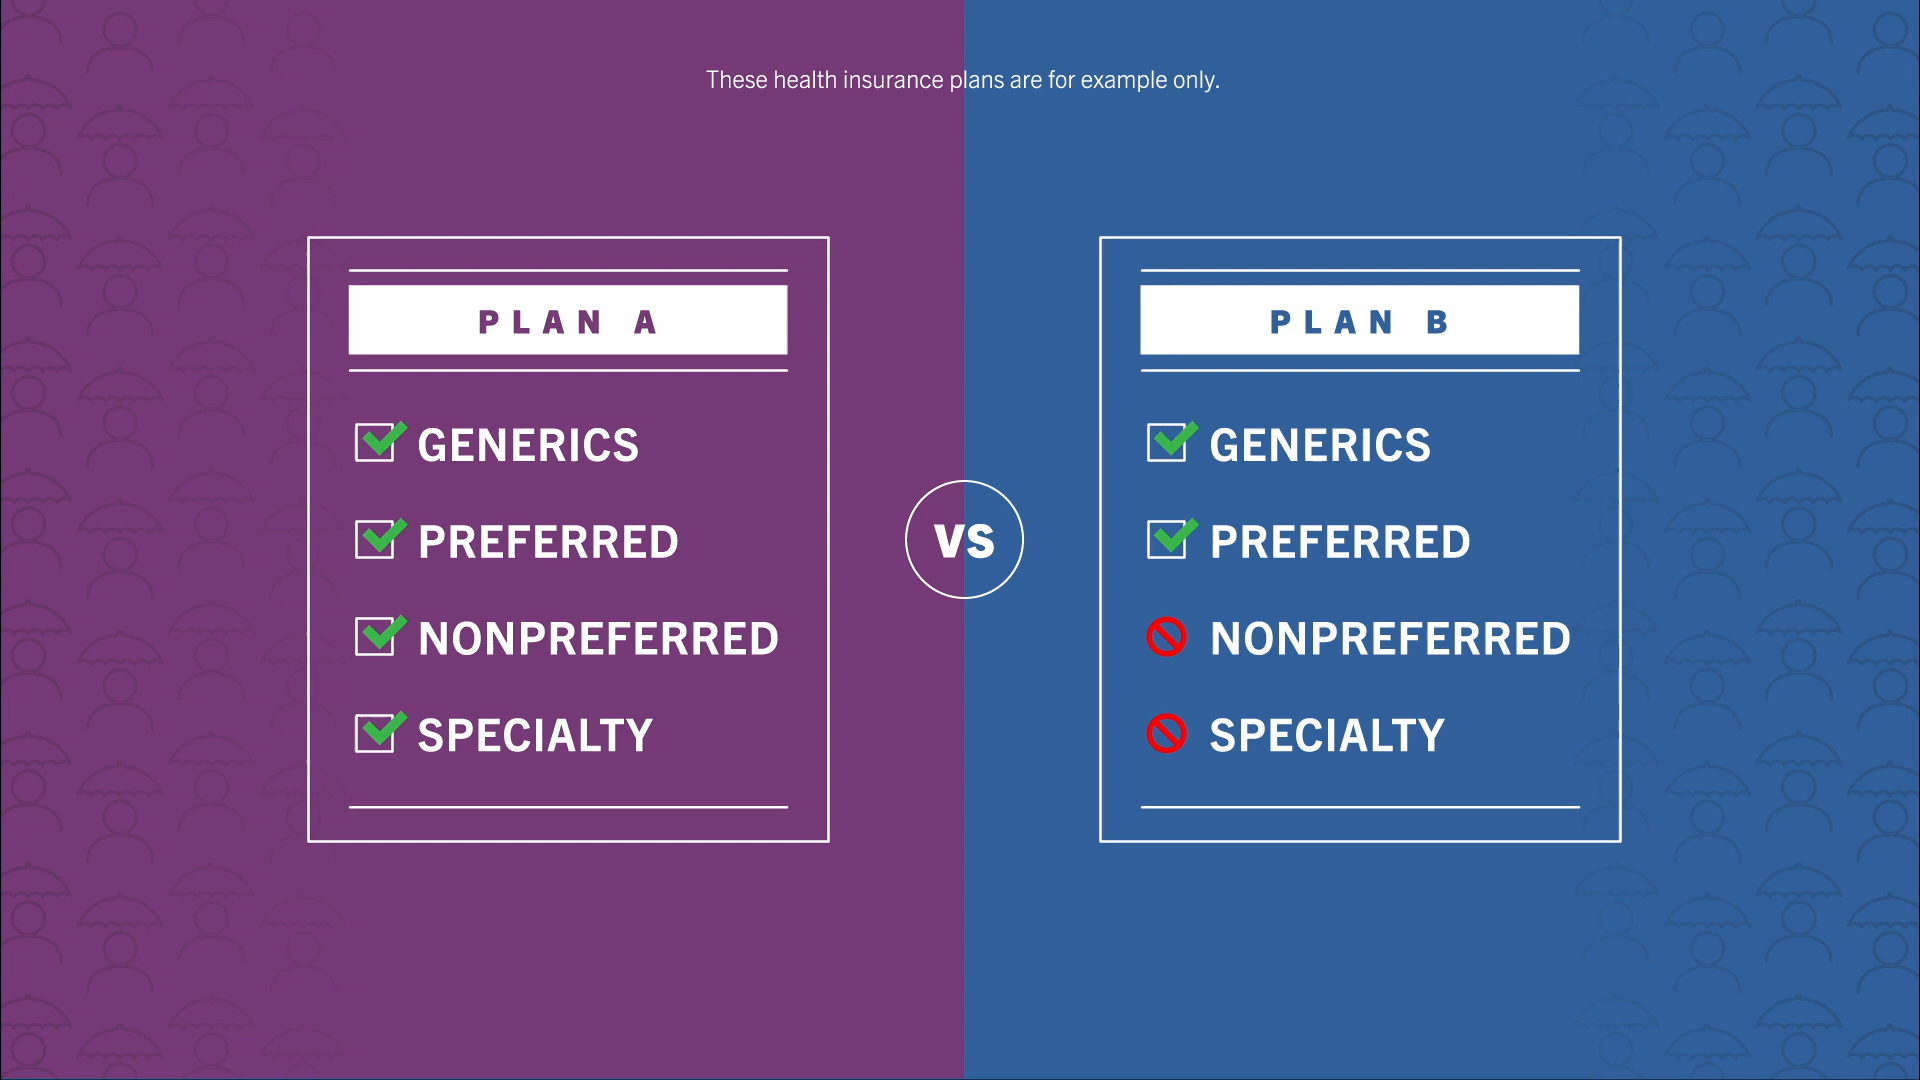 These health insurance plans are for example only.
PLAN A
GENERICS
PREFERRED
NONPREFERRED
SPECIALTY
VS
PLAN B
GENERICS
PREFERRED
NONPREFERRED
SPECIALTY